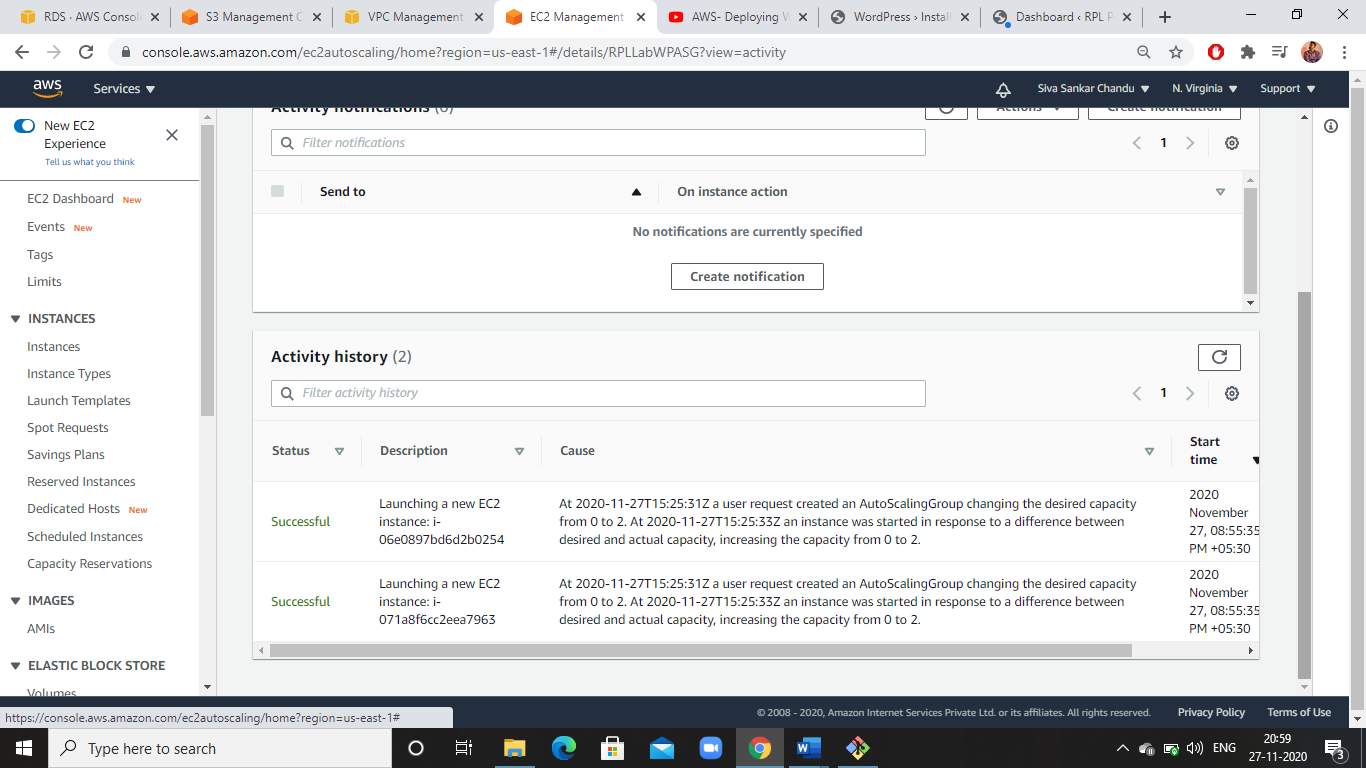 RDS · AWS Consol
S3 Management C
VPC Management
EC2 Management
AWS- Deploying W
WordPress › Install
Dashboard ‹ RPL P
console.aws.amazon.com/ec2autoscaling/home?region=us-east-1#/details/RPLLabWPASG?view=activity
aws
Services
Siva Sankar Chandu
N. Virginia
Support
New EC2
Experience
Tell us what you think
EC2 Dashboard New
Events New
Tags
Limits
INSTANCES
Instances
Instance Types
Launch Templates
Spot Requests
Savings Plans
Reserved Instances
Dedicated Hosts New
Scheduled Instances
Capacity Reservations
IMAGES
AMIs
ELASTIC BLOCK STORE
Volumes
Activity notifications (0)
Actions
Create notification
Filter notifications
1
Send to
On instance action
No notifications are currently specified
Create notification
Activity history (2)
Filter activity history
1
Status
Description
Cause
Start
time
Successful
Launching a new EC2
instance: i-
06e0897bd6d2b0254
At 2020-11-27T15:25:31Z a user request created an AutoScalingGroup changing the desired capacity
from 0 to 2. At 2020-11-27T15:25:33Z an instance was started in response to a difference between
desired and actual capacity, increasing the capacity from 0 to 2.
2020
November
27, 08:55:35
PM +05:30
Successful
Launching a new EC2
instance: i-
071a8f6cc2eea7963
At 2020-11-27T15:25:31Z a user request created an AutoScalingGroup changing the desired capacity
from 0 to 2. At 2020-11-27T15:25:33Z an instance was started in response to a difference between
desired and actual capacity, increasing the capacity from 0 to 2.
2020
November
27, 08:55:35
PM +05:30
https://console.aws.amazon.com/ec2autoscaling/home?region=us-east-1#
© 2008 - 2020, Amazon Internet Services Private Ltd. or its affiliates. All rights reserved.
Privacy Policy
Terms of Use
Type here to search
ENG
20:59
27-11-2020
3